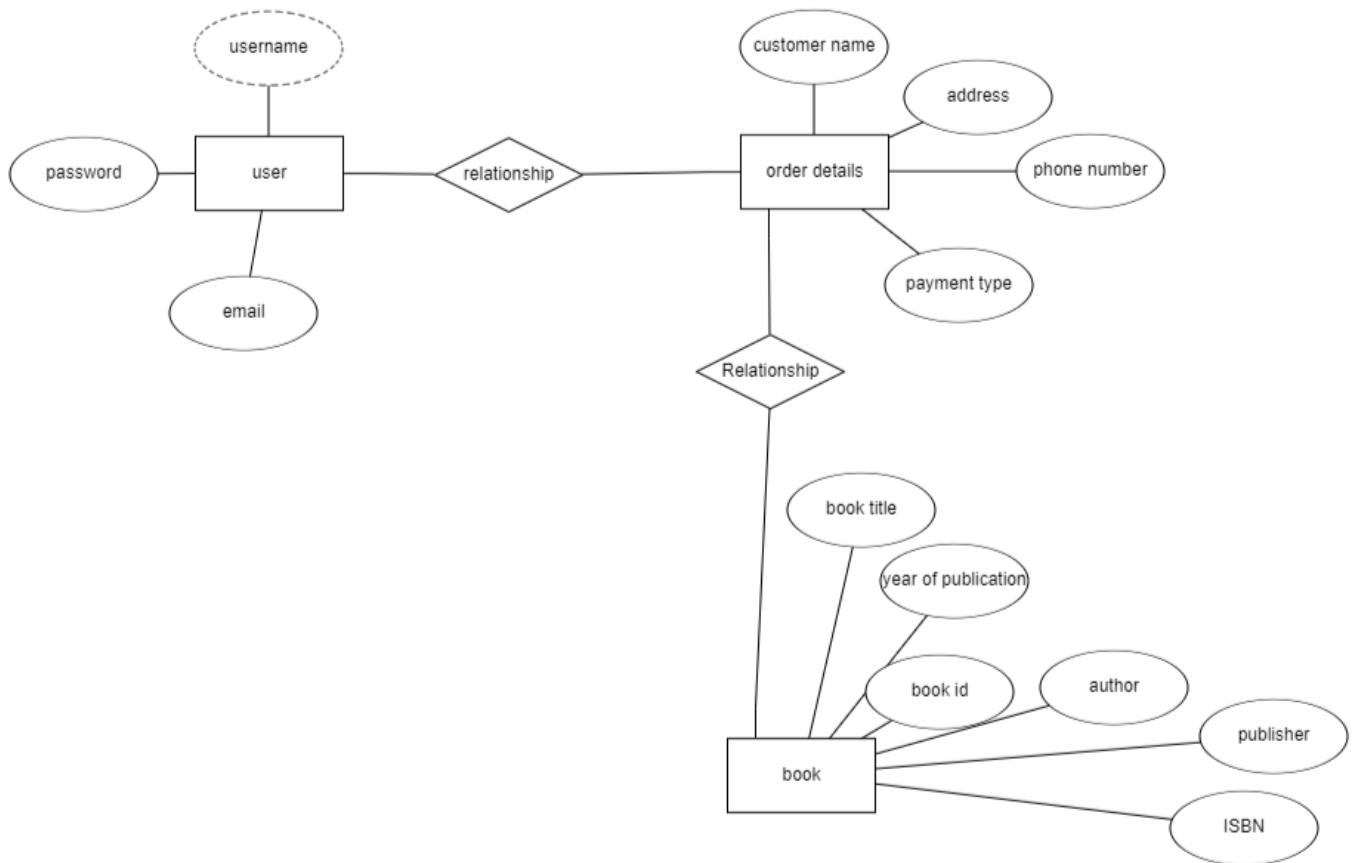 username
customer name
address
password
user
relationship
order details
phone number
email
payment type
Relationship
book title
year of publication
book id
author
publisher
book
ISBN